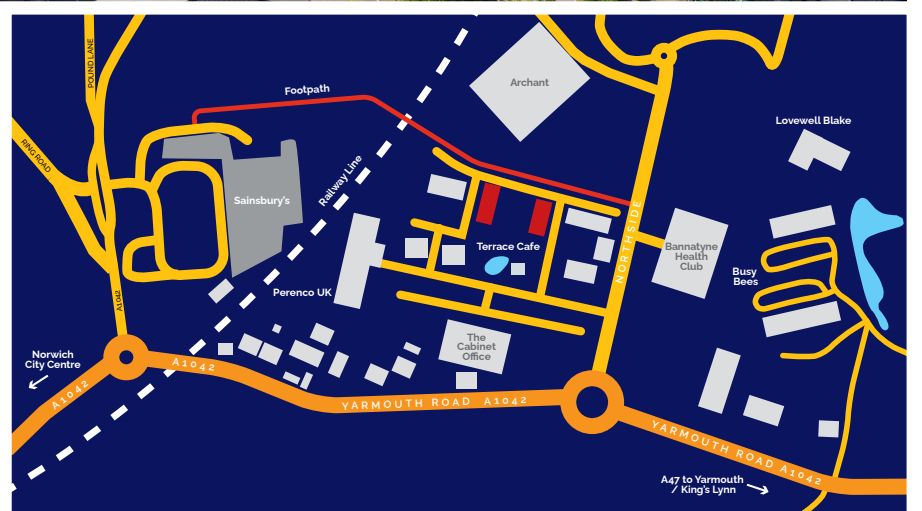 POUND LANE
RING ROAD
Footpath
Archant
Lovewell Blake
Railway Line
Sainsbury's
NORTHSIDE
Terrace Cafe
Bannatyne
Health
Club
Busy
Bees
Perenco UK
A1042
The
Cabinet
Office
Norwich
City Centre
A1042
A1042
YARMOUTH ROAD A1042
YARMOUTH ROAD A1042
A47 to Yarmouth
/ King's Lynn